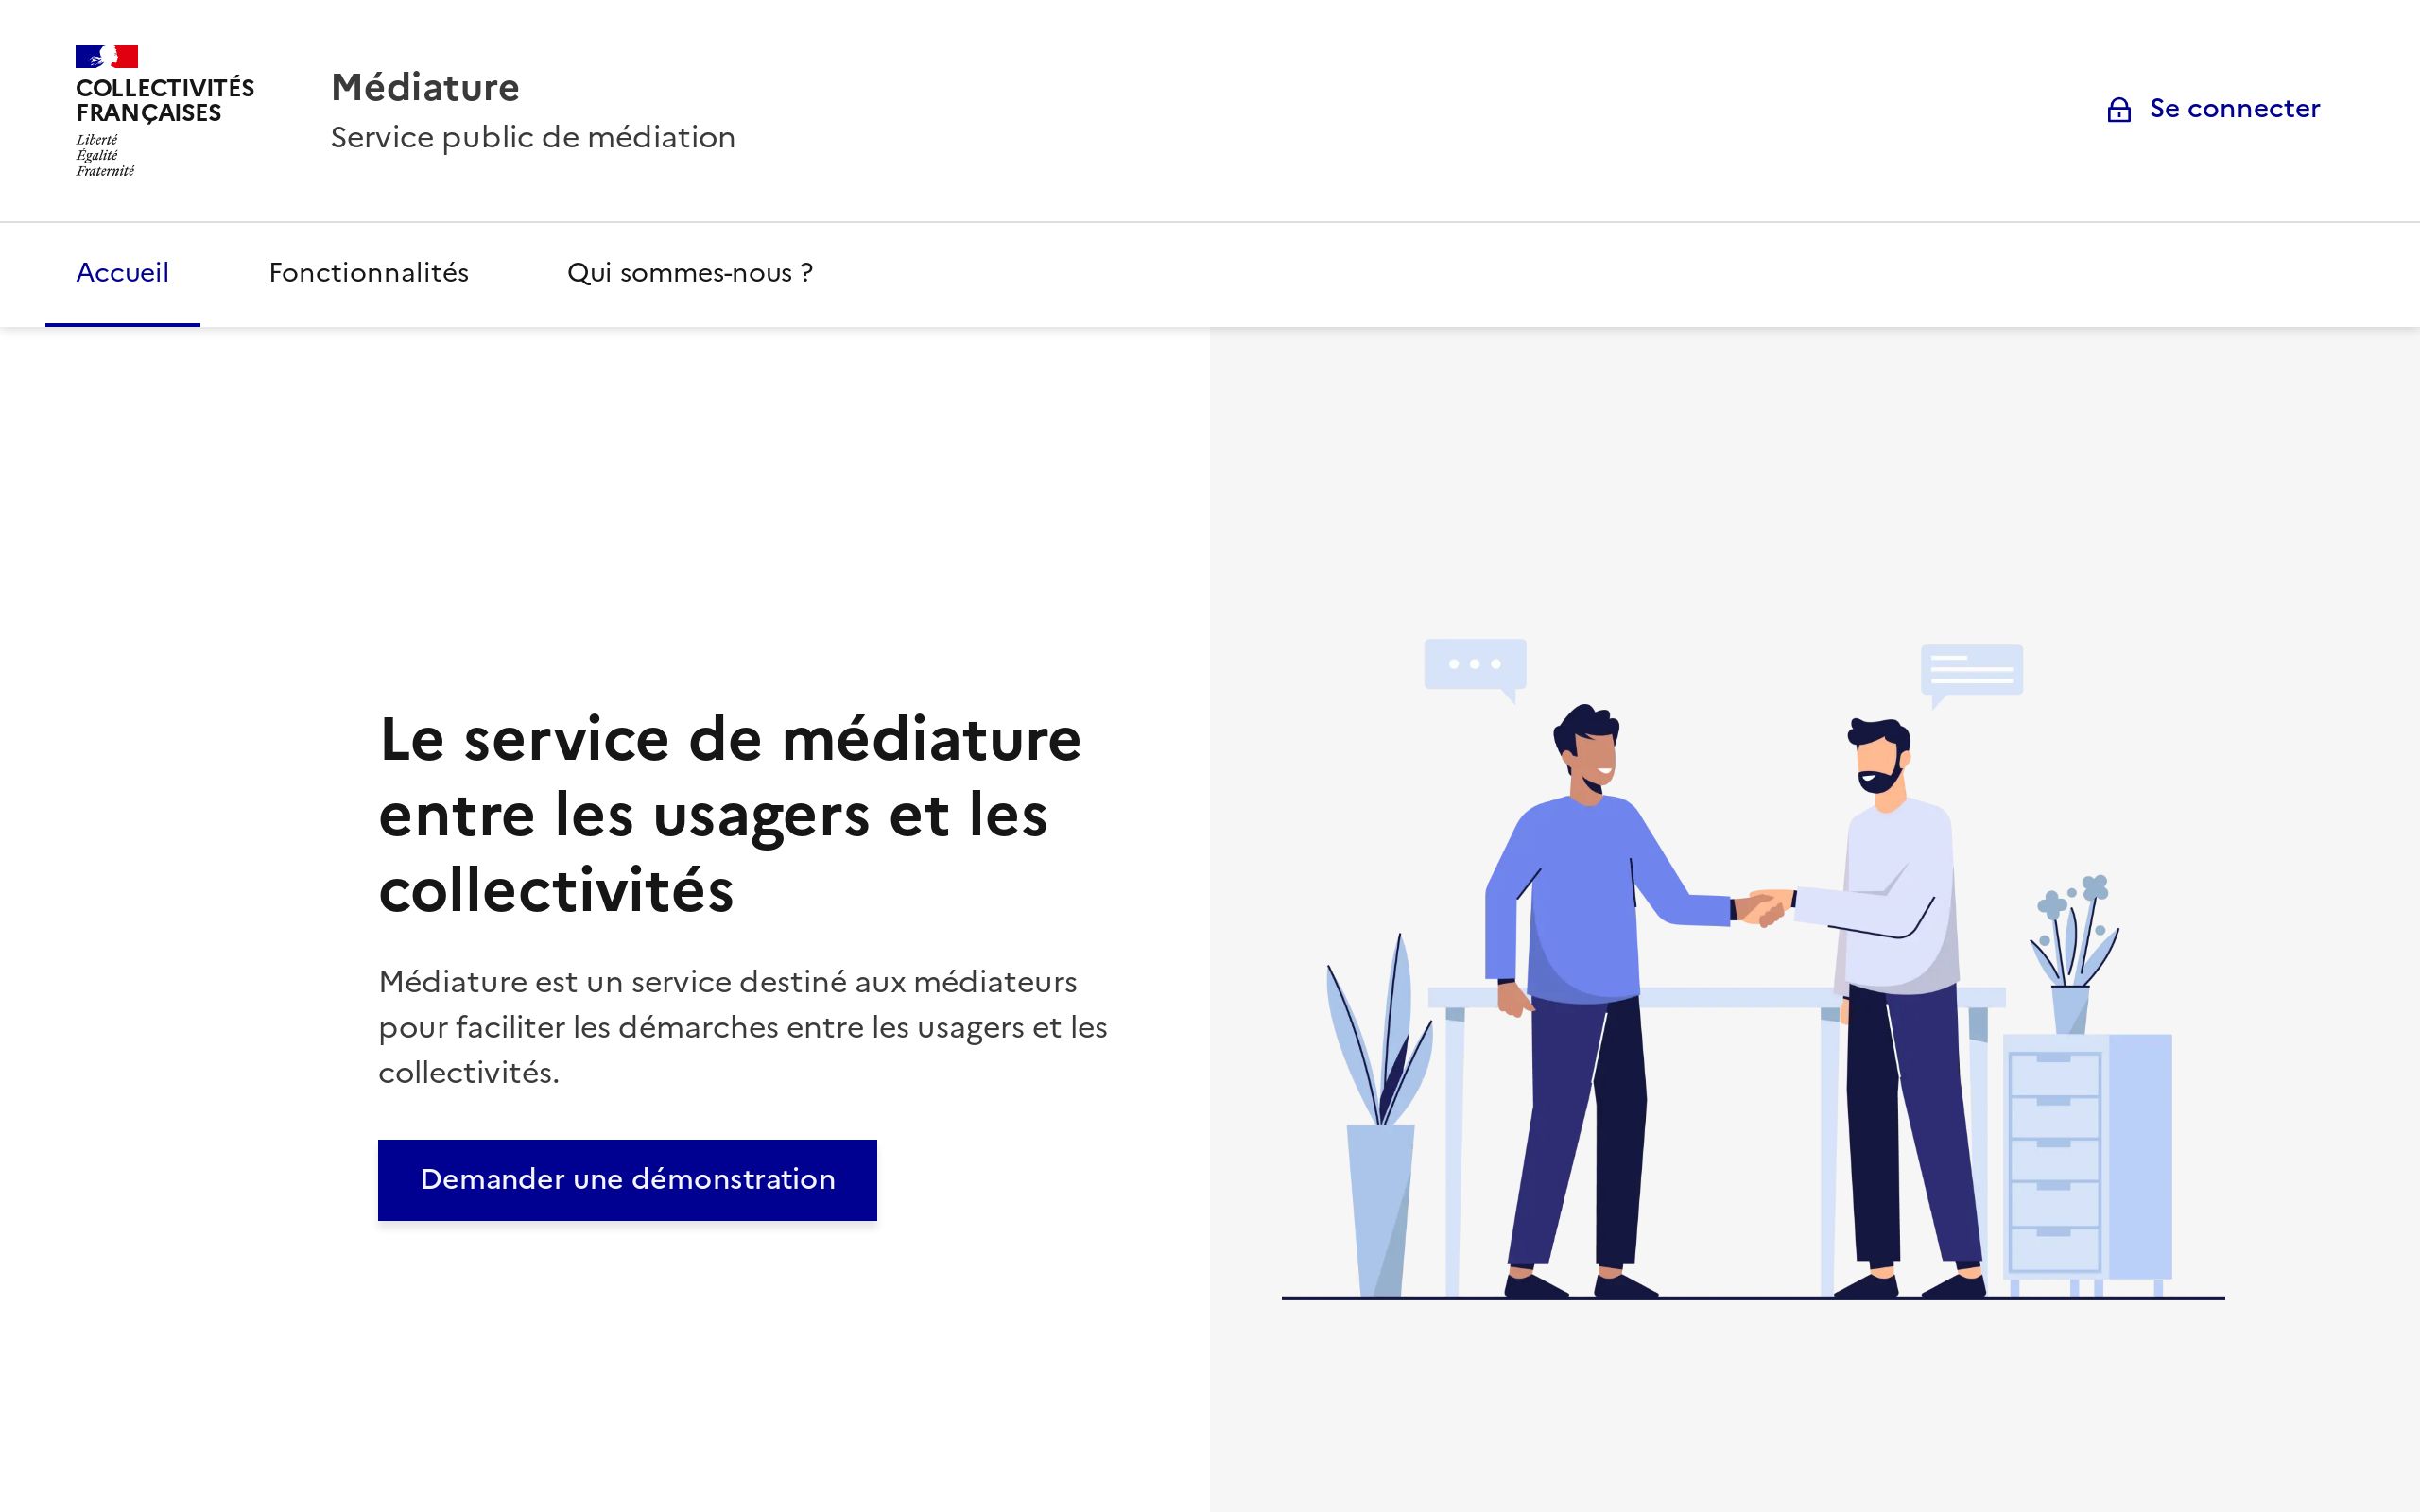 COLLECTIVITÉS
FRANÇAISES
Liberté
Égalité
Fraternité
Médiature
Service public de médiation
Se connecter
Accueil
Fonctionnalités
Qui sommes-nous ?
Le service de médiature
entre les usagers et les
collectivités
Médiature est un service destiné aux médiateurs
pour faciliter les démarches entre les usagers et les
collectivités.
Demander une démonstration